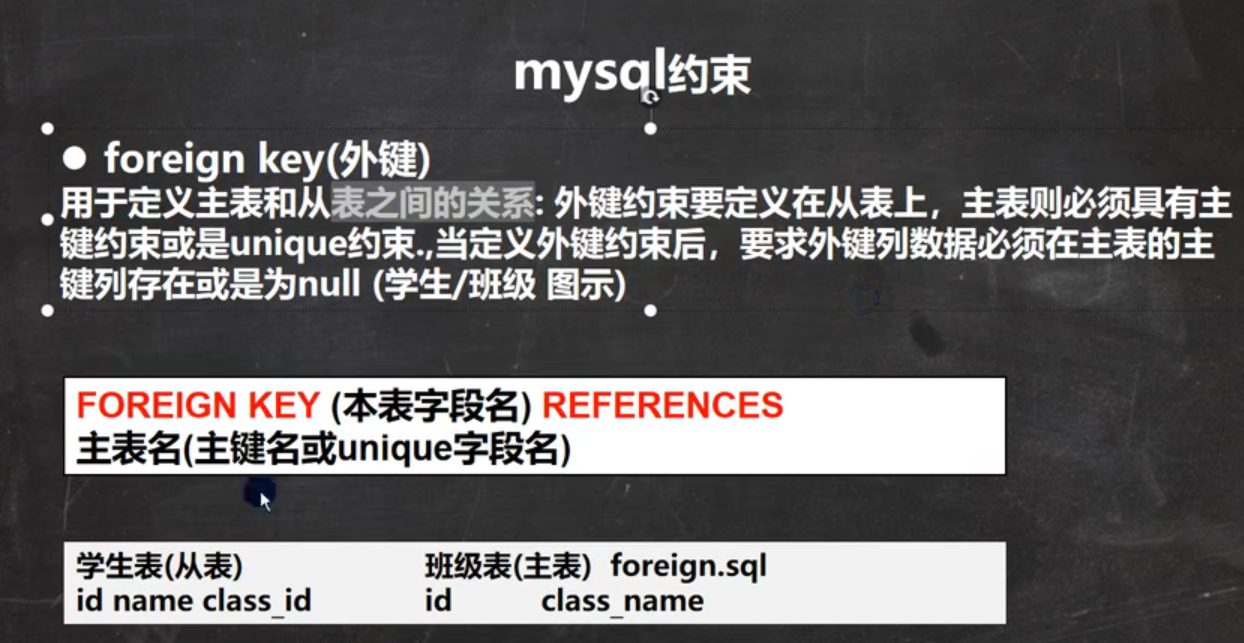 mysql约束
● foreign key(外键)
用于定义主表和从表之间的关系: 外键约束要定义在从表上，主表则必须具有主
键约束或是unique约束.,当定义外键约束后，要求外键列数据必须在主表的主
键列存在或是为null (学生/班级 图示)
FOREIGN KEY (本表字段名) REFERENCES
主表名(主键名或unique字段名)
学生表(从表) 班级表(主表) foreign.sql
id name class_id id class_name